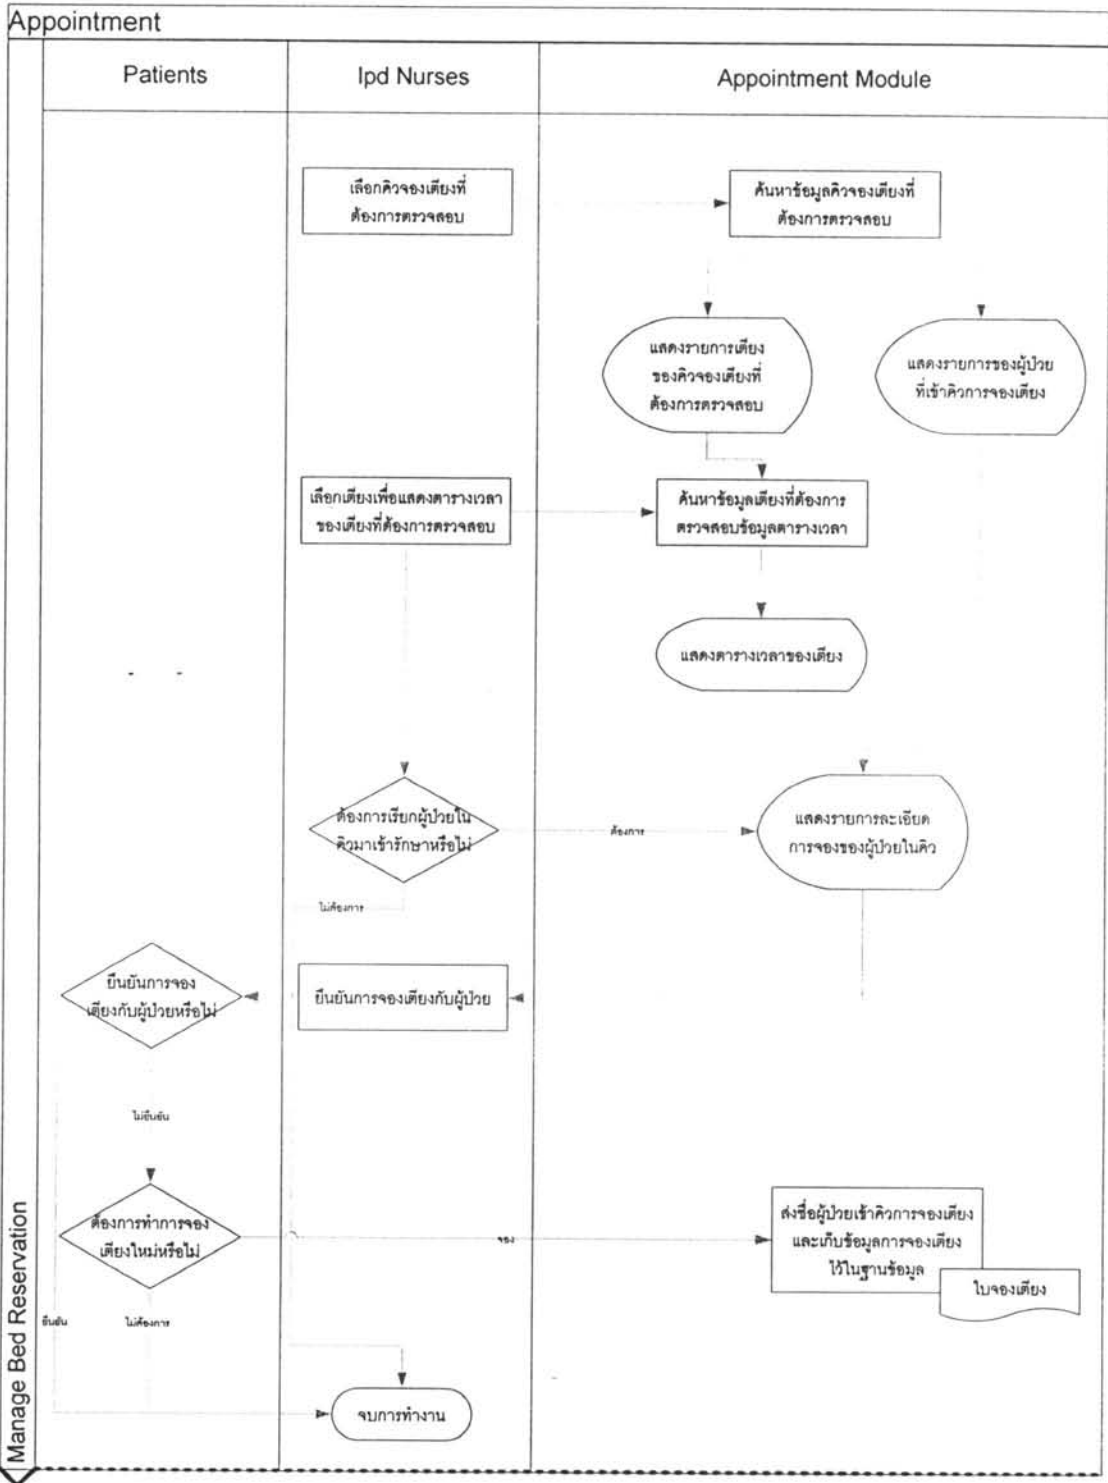 Appointment
Patients
Ipd Nurses
Appointment Module
เลือกคิวจองเตียงที่
ต้องการตรวจสอบ
ค้นหาข้อมูลคิวจองเตียงที่
ต้องการตรวจสอบ
แสดงรายการเตียง
ของคิวจองเตียงที่
ต้องการตรวจสอบ
แสดงรายการของผู้ป่วย
ที่เข้าคิวการจองเตียง
เลือกเตียงเพื่อแสดงตารางเวลา
ของเตียงที่ต้องการตรวจสอบ
ค้นหาข้อมูลเตียงที่ต้องการ
ตรวจสอบข้อมูลตารางเวลา
แสดงตารางเวลาของเตียง
ต้องการเรียกผู้ป่วยใน
คิวมาเข้ารักษาหรือไม่
ต้องการ
แสดงรายการละเอียด
การจองของผู้ป่วยในคิว
ไม่ต้องการ
ยืนยันการจอง
เตียงกับผู้ป่วยหรือไม่
ยืนยันการจองเตียงกับผู้ป่วย
ไม่ยืนยัน
ต้องการทำการจอง
เตียงใหม่หรือไม่
จอง
ส่งชื่อผู้ป่วยเข้าคิวการจองเตียง
และเก็บข้อมูลการจองเตียง
ไว้ในฐานข้อมูล
ใบจองเตียง
ยืนยัน
ไม่ต้องการ
จบการทำงาน
Manage Bed Reservation